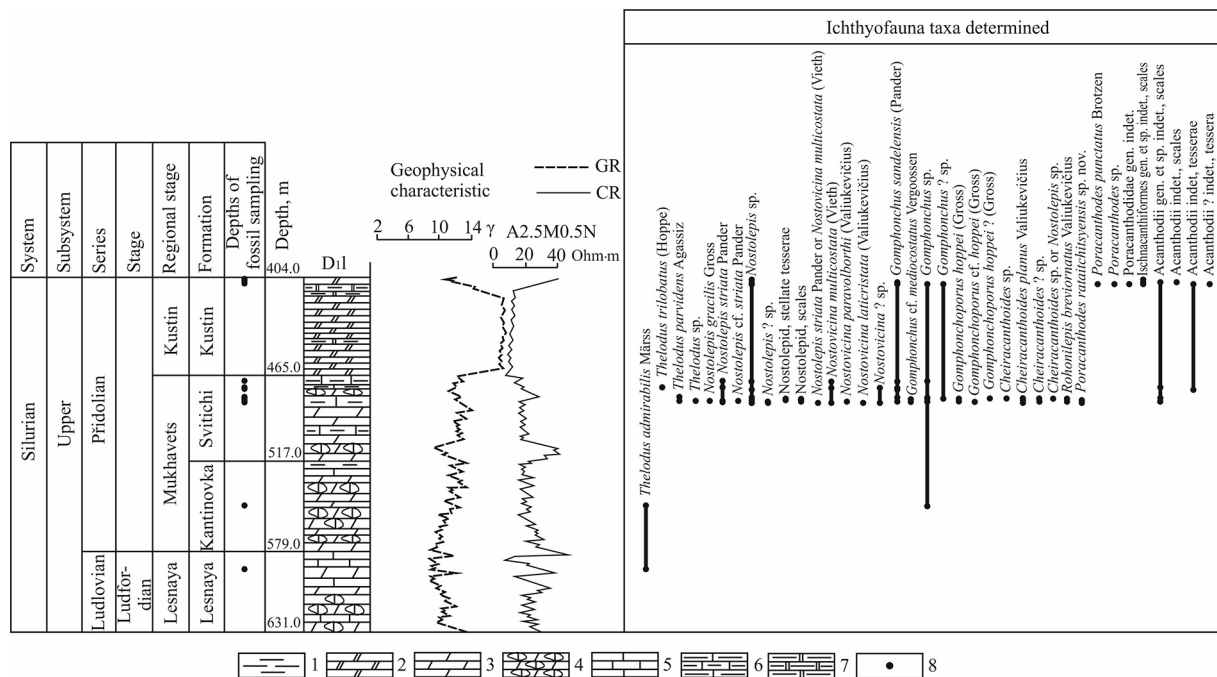 Ichthyofauna taxa determined
System
Subsystem
Series
Stage
Regional stage
Formation
Depths of
fossil sampling
Depth, m
Geophysical
characteristic
GR
CR
2 10 14 γ A2.5M0.5N
0 20 40 Ohm·m
404.0
D₁l
Silurian
Upper
Přidolian
Ludlovian
Ludfor-
dian
Kustin
Mukhavets
Lesnaya
Kustin
Svitichi
Kantinovka
Lesnaya
465.0
517.0
579.0
631.0
Thelodus admirabilis Märss
Thelodus trilobatus (Hoppe)
Thelodus parvidens Agassiz
Thelodus sp.
Nostolepis gracilis Gross
Nostolepis striata Pander
Nostolepis cf. striata Pander
Nostolepis sp.
Nostolepis ? sp.
Nostolepid, stellate tesserae
Nostolepid, scales
Nostolepis striata Pander or Nostovicina multicostata (Vieth)
Nostovicina multicostata (Vieth)
Nostovicina paravolborthi (Valiukevičius)
Nostovicina laticristata (Valiukevičius)
Nostovicina ? sp.
Gomphonchus sandelensis (Pander)
Gomphonchus cf. mediocostatus Vergoossen
Gomphonchus sp.
Gomphonchus ? sp.
Gomphonchoporus hoppei (Gross)
Gomphonchoporus cf. hoppei (Gross)
Gomphonchoporus hoppei ? (Gross)
Cheiracanthoides sp.
Cheiracanthoides planus Valiukevičius
Cheiracanthoides ? sp.
Cheiracanthoides sp. or Nostolepis sp.
Rohonilepis breviornatus Valiukevičius
Poracanthodes rataitchitsyensis sp. nov.
Poracanthodes punctatus Brotzen
Poracanthodes sp.
Poracanthodidae gen. indet.
Ischnacanthiformes gen. et sp. indet., scales
Acanthodii gen. et sp. indet., scales
Acanthodii indet., scales
Acanthodii indet, tesserae
Acanthodii ? indet., tessera
1 2 3 4 5 6 7 8